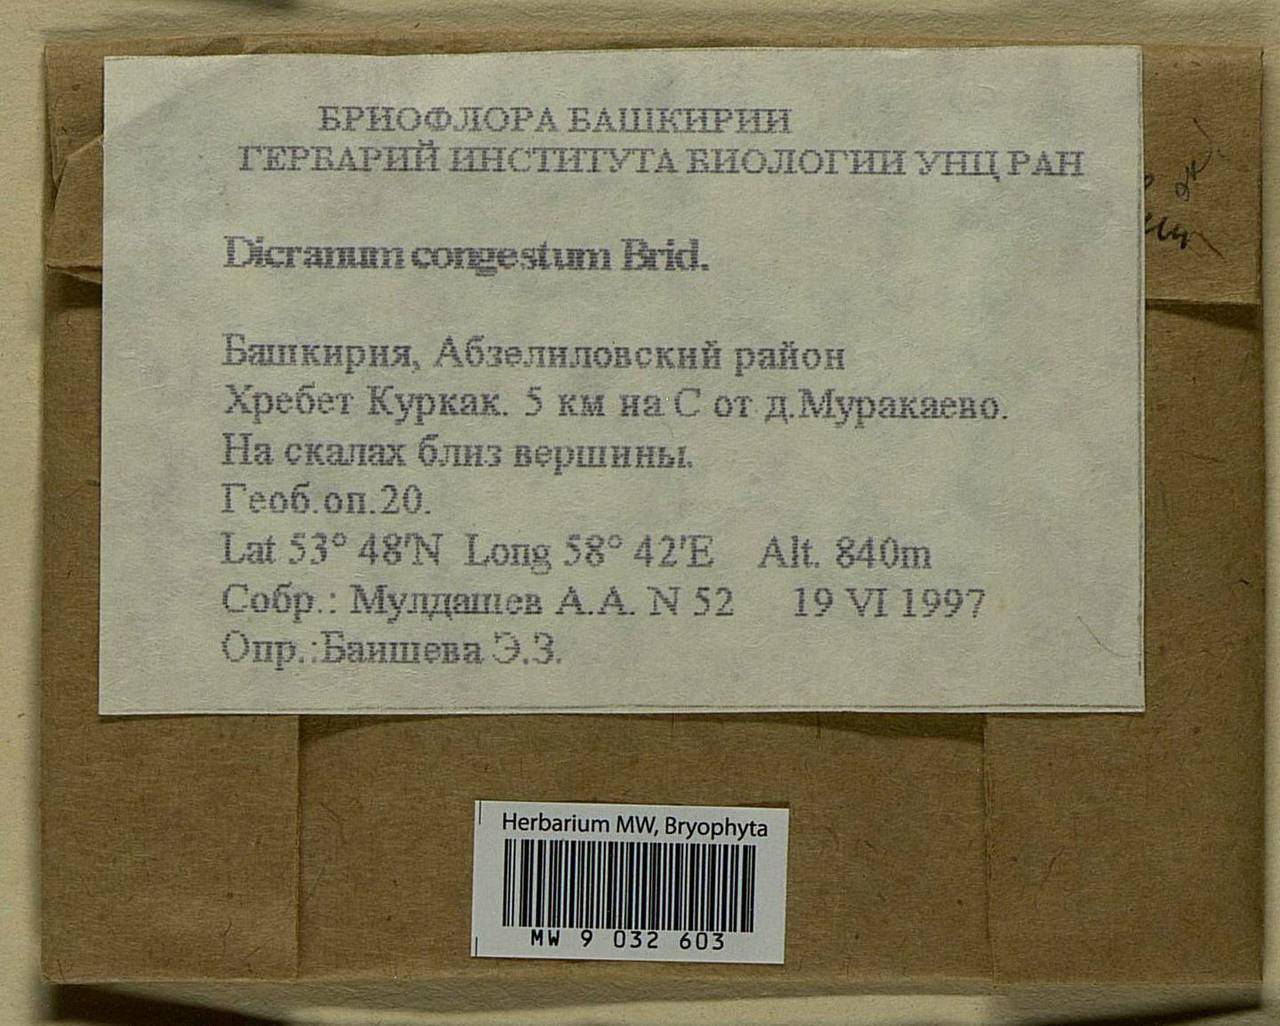 БРИОФЛОРА БАШКИРИИ
ГЕРБАРИЙ ИНСТИТУТА БИОЛОГИИ УНЦ РАН
Dicranum congestum Brid.
Башкирия, Абзелиловский район
Хребет Куркак. 5 км на С от д.Муракаево.
На скалах близ вершины.
Геоб.оп.20.
Lat 53° 48'N Long 58° 42'E Alt. 840m
Собр.: Мулдашев А.А. N 52 19 VI 1997
Опр.:Баишева Э.З.
Herbarium MW, Bryophyta
MW 9 032 603